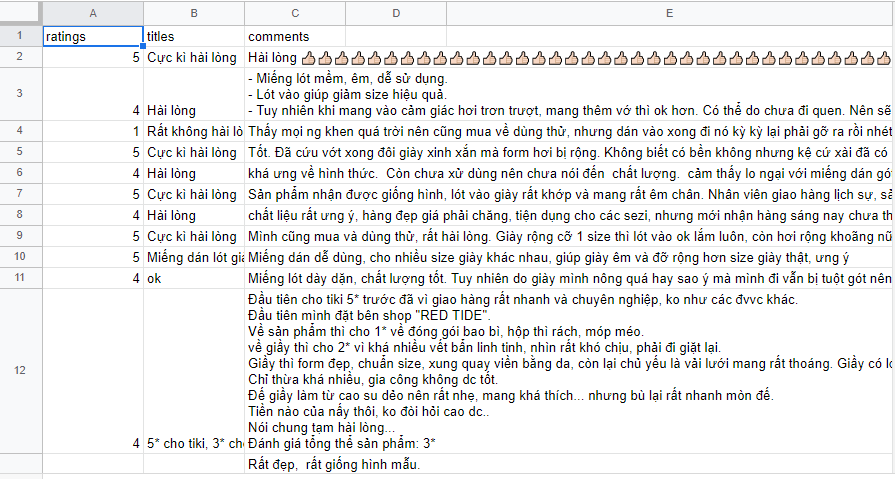 A B C D E
1 ratings titles comments
2 5 Cực kì hài lòng Hài lòng 👍🏻👍🏻👍🏻👍🏻👍🏻👍🏻👍🏻👍🏻👍🏻👍🏻👍🏻👍🏻👍🏻👍🏻👍🏻👍🏻👍🏻👍🏻👍🏻👍🏻👍🏻👍🏻👍🏻👍🏻👍🏻👍🏻👍🏻👍🏻👍🏻👍🏻👍🏻👍🏻👍🏻👍🏻👍🏻👍🏻
- Miếng lót mềm, êm, dễ sử dụng.
3 - Lót vào giúp giảm size hiệu quả.
4 Hài lòng - Tuy nhiên khi mang vào cảm giác hơi trơn trượt, mang thêm vớ thì ok hơn. Có thể do chưa đi quen. Nên sẽ
4 1 Rất không hài lò Thấy mọi ng khen quá trời nên cũng mua về dùng thử, nhưng dán vào xong đi nó kỳ kỳ lại phải gỡ ra rồi nhét
5 5 Cực kì hài lòng Tốt. Đã cứu vớt xong đôi giày xinh xắn mà form hơi bị rộng. Không biết có bền không nhưng kệ cứ xài đã có
6 4 Hài lòng khá ưng về hình thức. Còn chưa xử dùng nên chưa nói đến chất lượng. cảm thấy lo ngại với miếng dán gó
7 5 Cực kì hài lòng Sản phẩm nhận được giống hình, lót vào giày rất khớp và mang rất êm chân. Nhân viên giao hàng lịch sự, sả
8 4 Hài lòng chất liệu rất ưng ý, hàng đẹp giá phải chăng, tiện dụng cho các sezi, nhưng mới nhận hàng sáng nay chưa th
9 5 Cực kì hài lòng Mình cũng mua và dùng thử, rất hài lòng. Giày rộng cỡ 1 size thì lót vào ok lắm luôn, còn hơi rộng khoãng nũ
10 5 Miếng dán lót già Miếng dán dễ dùng, cho nhiều size giày khác nhau, giúp giày êm và đỡ rộng hơn size giày thật, ưng ý
11 4 ok Miếng lót dày dặn, chất lượng tốt. Tuy nhiên do giày mình nông quá hay sao ý mà mình đi vẫn bị tuột gót nên
Đầu tiên cho tiki 5* trước đã vì giao hàng rất nhanh và chuyên nghiệp, ko như các đvvc khác.
Đầu tiên mình đặt bên shop "RED TIDE".
Về sản phẩm thì cho 1* về đóng gói bao bì, hộp thì rách, móp méo.
về giầy thì cho 2* vì khá nhiều vết bẩn linh tinh, nhìn rất khó chịu, phải đi giặt lại.
Giầy thì form đẹp, chuẩn size, xung quay viền bằng da, còn lại chủ yếu là vải lưới mang rất thoáng. Giầy có lo
12 Chỉ thừa khá nhiều, gia công không dc tốt.
Đế giầy làm từ cao su dẻo nên rất nhẹ, mang khá thích... nhưng bù lại rất nhanh mòn đế.
Tiền nào của nấy thôi, ko đòi hỏi cao dc..
Nói chung tạm hài lòng...
4 5* cho tiki, 3* chc Đánh giá tổng thể sản phẩm: 3*
Rất đẹp, rất giống hình mẫu.